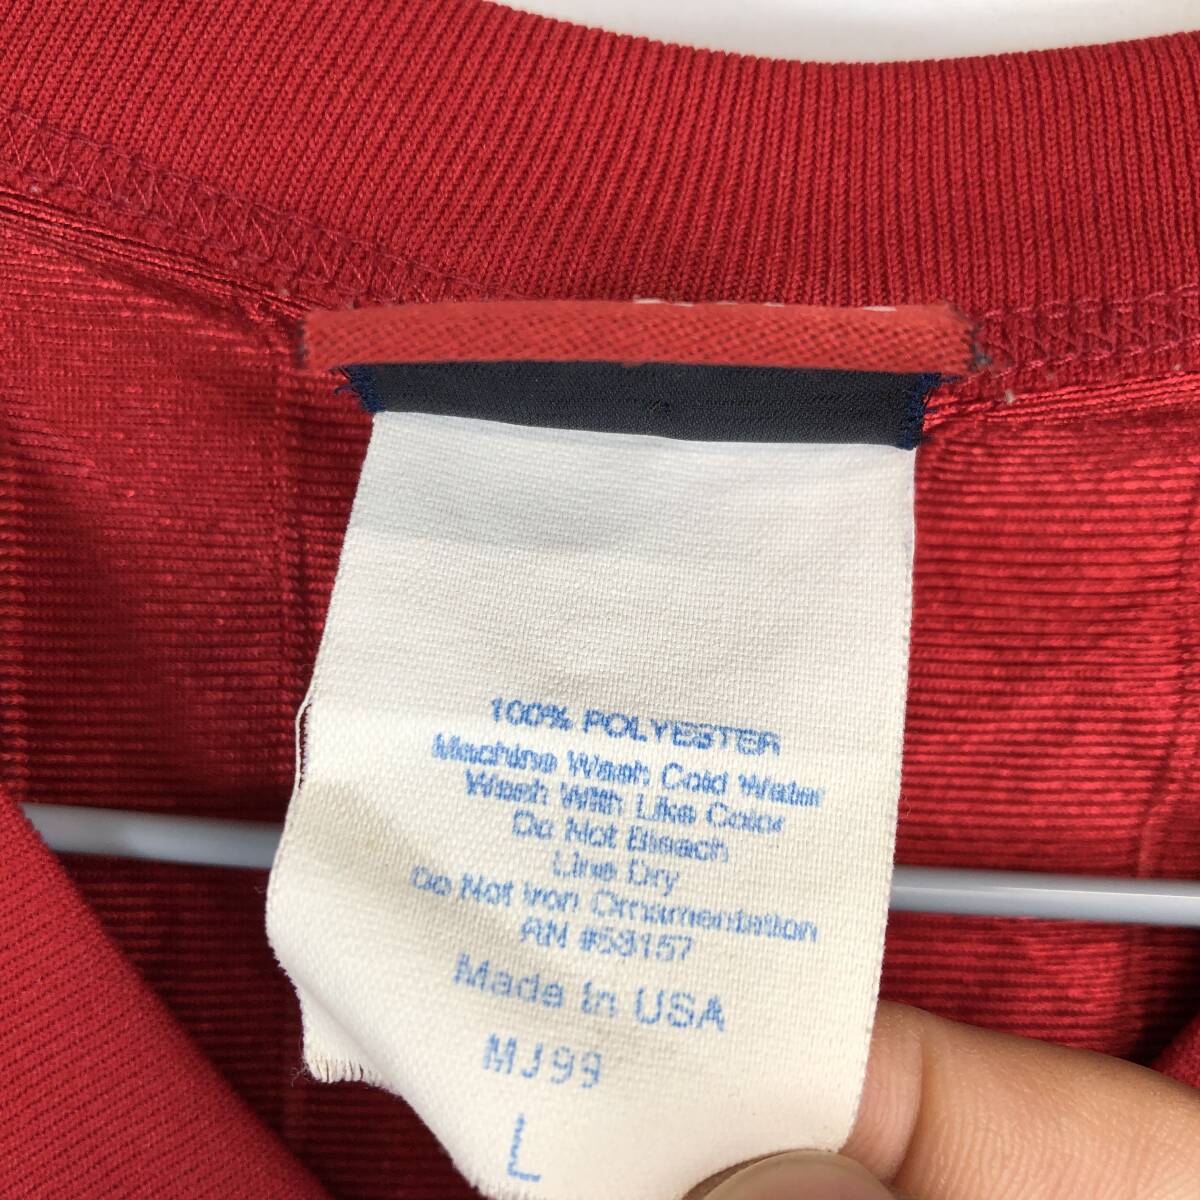 100% POLYESTER
Machine Wash Cold Water
Wash With Like Color
Do Not Bleach
Line Dry
Do Not Iron Ornamentation
RN #53157
Made in USA
MJ99
L